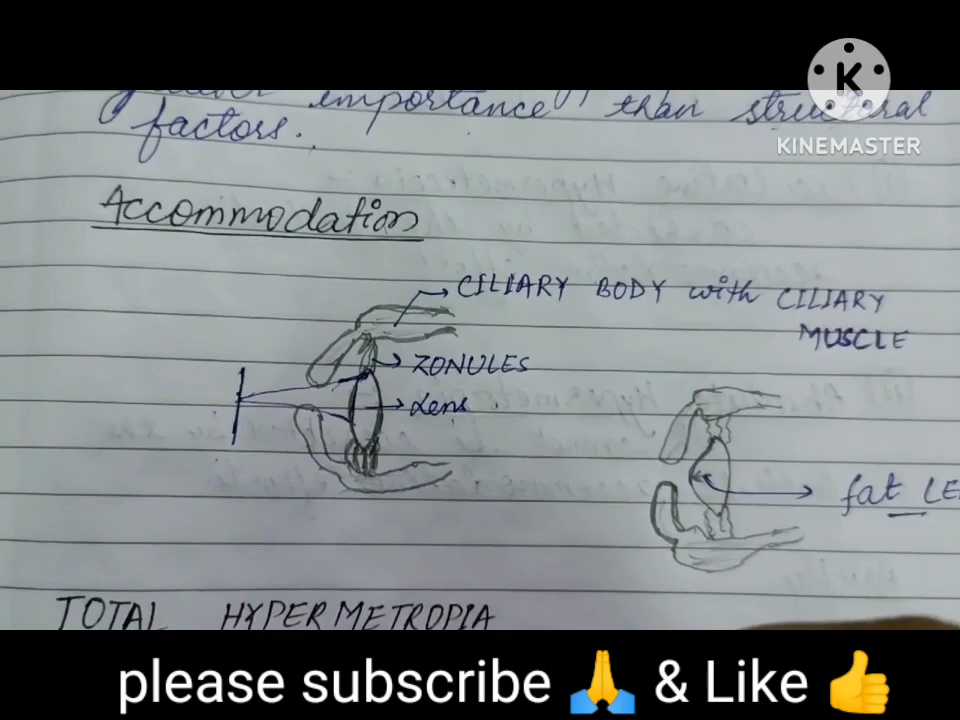 K
KINEMASTER
importance than structural
factors.
Accommodation
CILIARY BODY with CILIARY
MUSCLE
ZONULES
Lens
fat LE
TOTAL HYPERMETROPIA
please subscribe 🙏 & Like 👍